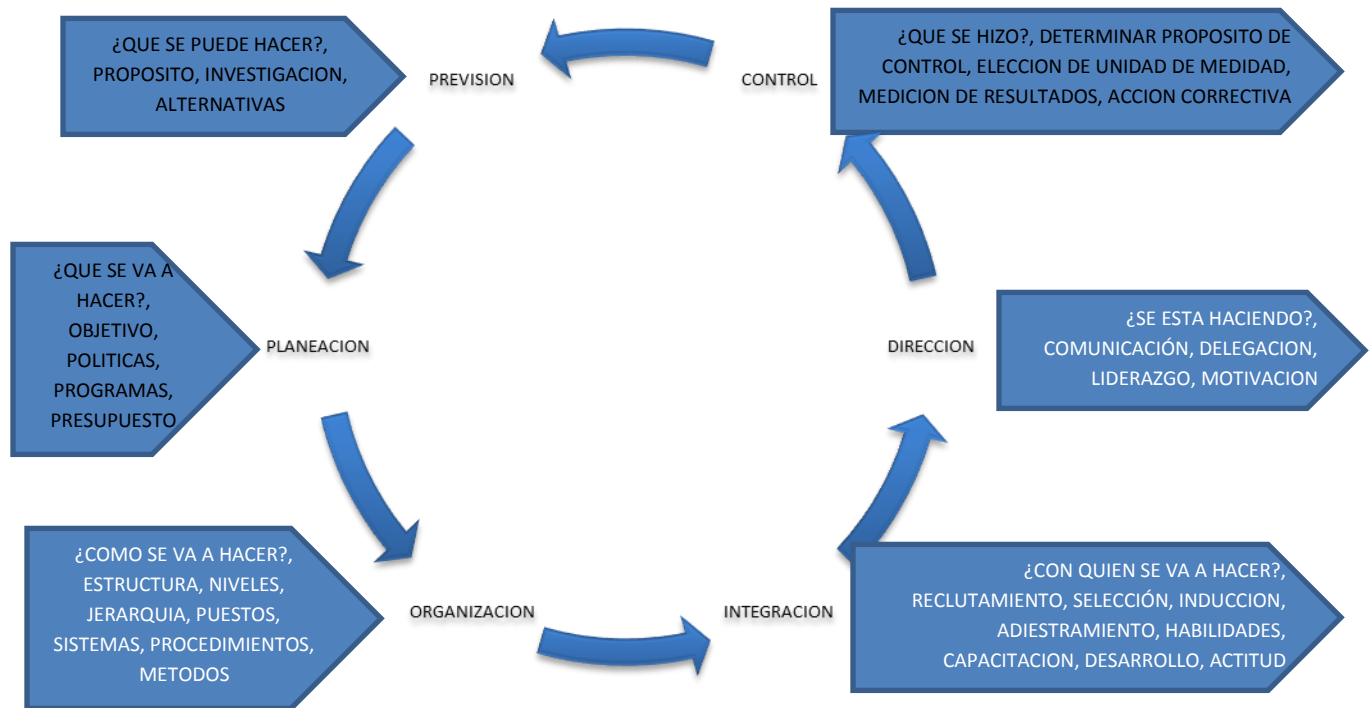 ¿QUE SE PUEDE HACER?,
PROPOSITO, INVESTIGACION,
ALTERNATIVAS
PREVISION
CONTROL
¿QUE SE HIZO?, DETERMINAR PROPOSITO DE
CONTROL, ELECCION DE UNIDAD DE MEDIDAD,
MEDICION DE RESULTADOS, ACCION CORRECTIVA
¿QUE SE VA A
HACER?,
OBJETIVO,
POLITICAS,
PROGRAMAS,
PRESUPUESTO
PLANEACION
DIRECCION
¿SE ESTA HACIENDO?,
COMUNICACIÓN, DELEGACION,
LIDERAZGO, MOTIVACION
¿COMO SE VA A HACER?,
ESTRUCTURA, NIVELES,
JERARQUIA, PUESTOS,
SISTEMAS, PROCEDIMIENTOS,
METODOS
ORGANIZACION
INTEGRACION
¿CON QUIEN SE VA A HACER?,
RECLUTAMIENTO, SELECCIÓN, INDUCCION,
ADIESTRAMIENTO, HABILIDADES,
CAPACITACION, DESARROLLO, ACTITUD